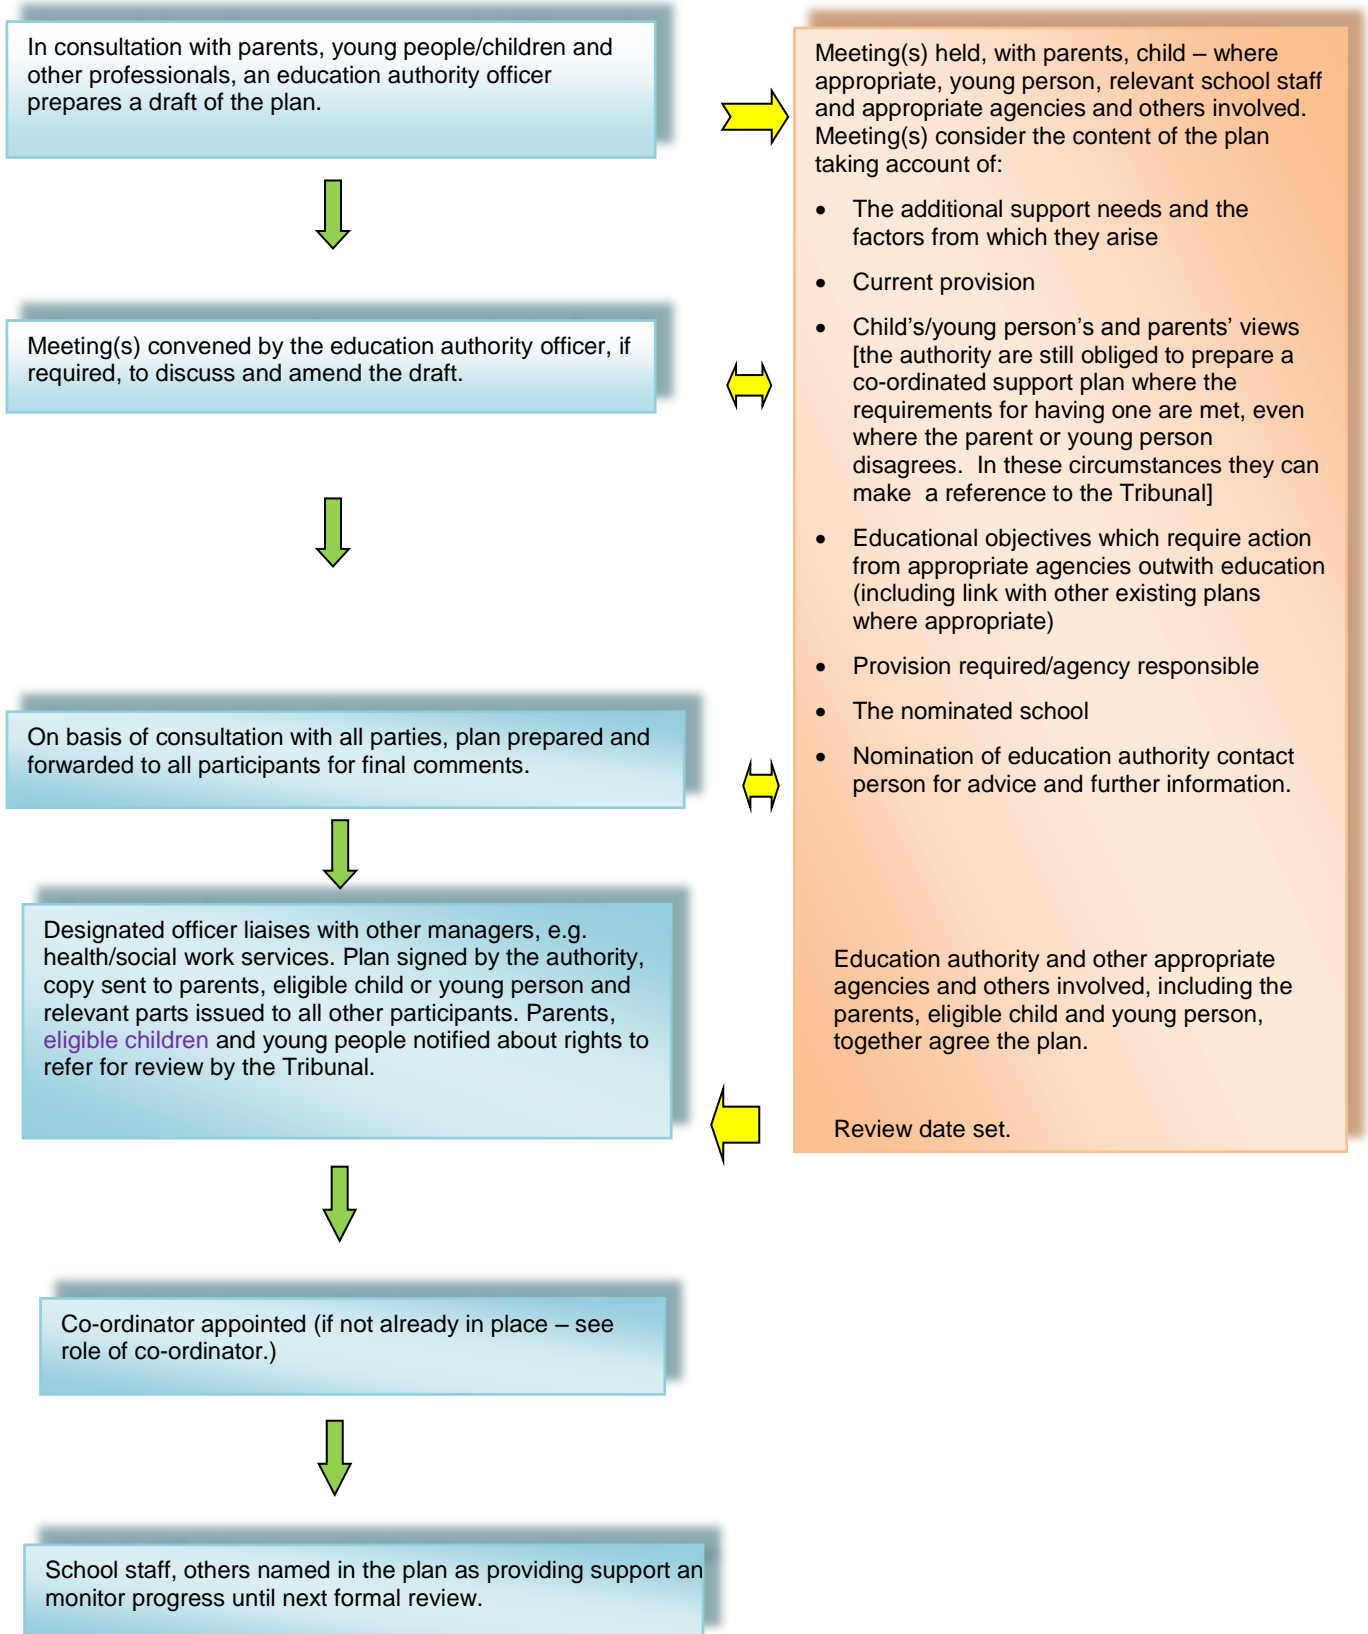 In consultation with parents, young people/children and
other professionals, an education authority officer
prepares a draft of the plan.
Meeting(s) convened by the education authority officer, if
required, to discuss and amend the draft.
On basis of consultation with all parties, plan prepared and
forwarded to all participants for final comments.
Designated officer liaises with other managers, e.g.
health/social work services. Plan signed by the authority,
copy sent to parents, eligible child or young person and
relevant parts issued to all other participants. Parents,
eligible children and young people notified about rights to
refer for review by the Tribunal.
Co-ordinator appointed (if not already in place – see
role of co-ordinator.)
School staff, others named in the plan as providing support an
monitor progress until next formal review.
Meeting(s) held, with parents, child – where
appropriate, young person, relevant school staff
and appropriate agencies and others involved.
Meeting(s) consider the content of the plan
taking account of:
• The additional support needs and the
factors from which they arise
• Current provision
• Child’s/young person’s and parents’ views
[the authority are still obliged to prepare a
co-ordinated support plan where the
requirements for having one are met, even
where the parent or young person
disagrees.  In these circumstances they can
make  a reference to the Tribunal]
• Educational objectives which require action
from appropriate agencies outwith education
(including link with other existing plans
where appropriate)
• Provision required/agency responsible
• The nominated school
• Nomination of education authority contact
person for advice and further information.
Education authority and other appropriate
agencies and others involved, including the
parents, eligible child and young person,
together agree the plan.
Review date set.